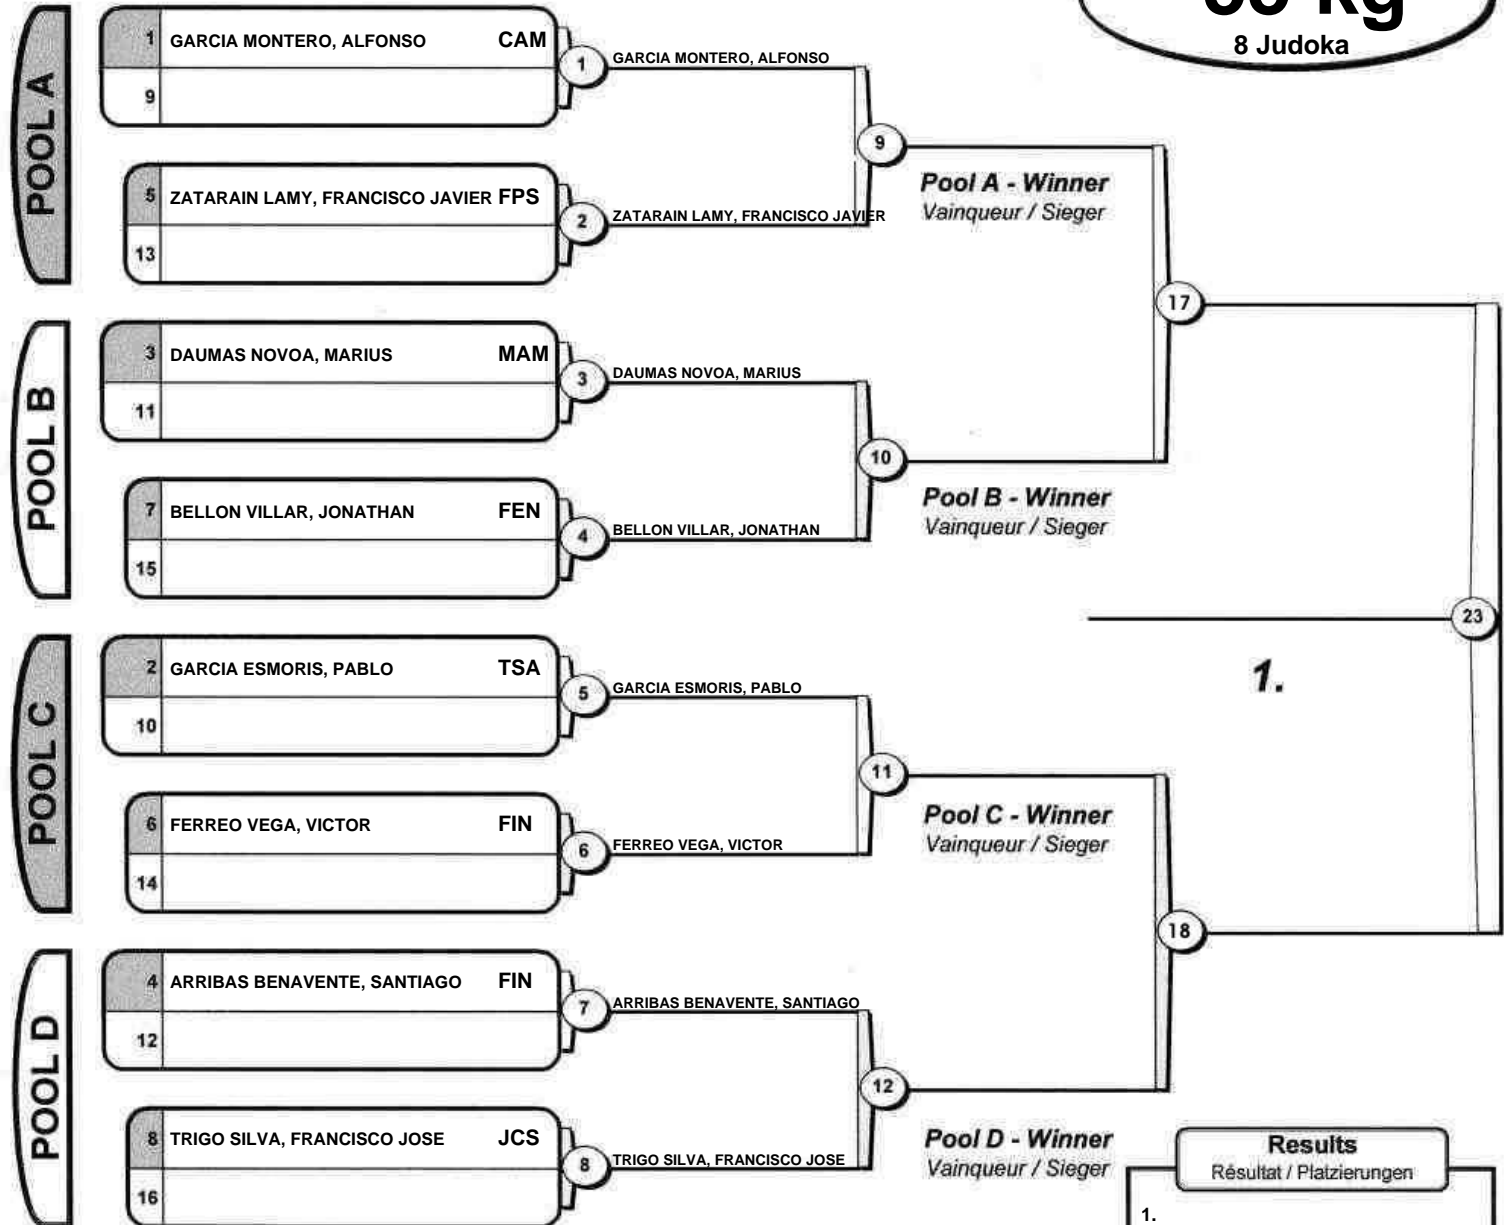 kg
8 Judoka
POOL A
1 GARCIA MONTERO, ALFONSO CAM
9
1 GARCIA MONTERO, ALFONSO
5 ZATARAIN LAMY, FRANCISCO JAVIER FPS
13
2 ZATARAIN LAMY, FRANCISCO JAVIER
9
Pool A - Winner
Vainqueur / Sieger
17
POOL B
3 DAUMAS NOVOA, MARIUS MAM
11
3 DAUMAS NOVOA, MARIUS
7 BELLON VILLAR, JONATHAN FEN
15
4 BELLON VILLAR, JONATHAN
10
Pool B - Winner
Vainqueur / Sieger
23
1.
POOL C
2 GARCIA ESMORIS, PABLO TSA
10
5 GARCIA ESMORIS, PABLO
6 FERREO VEGA, VICTOR FIN
14
6 FERREO VEGA, VICTOR
11
Pool C - Winner
Vainqueur / Sieger
18
POOL D
4 ARRIBAS BENAVENTE, SANTIAGO FIN
12
7 ARRIBAS BENAVENTE, SANTIAGO
8 TRIGO SILVA, FRANCISCO JOSE JCS
16
8 TRIGO SILVA, FRANCISCO JOSE
12
Pool D - Winner
Vainqueur / Sieger
Results
Résultat / Platzierungen
1.